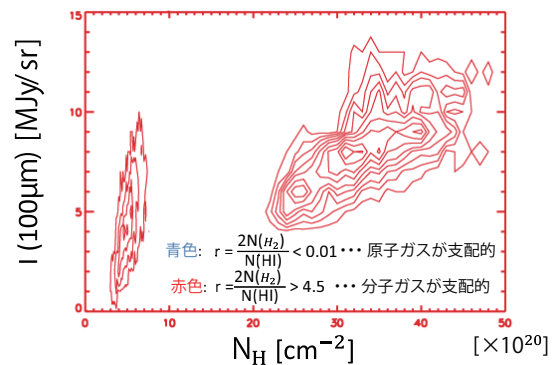 15
10
5
0
I (100μm) [MJy/ sr]
青色: r = 2N(H₂)/N(HI) < 0.01 ・・・ 原子ガスが支配的
赤色: r = 2N(H₂)/N(HI) > 4.5 ・・・ 分子ガスが支配的
0 10 20 30 40 50
N_H [cm⁻²] [×10²⁰]